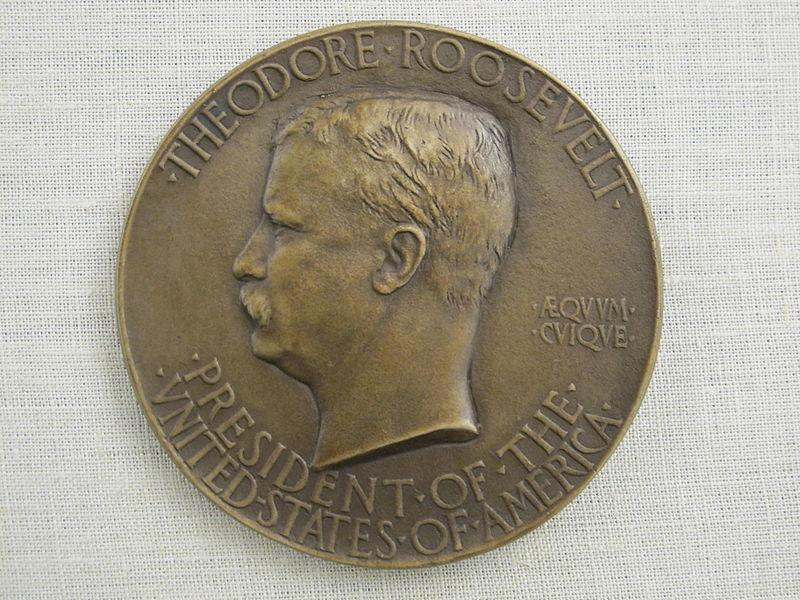 ·THEODORE·ROOSEVELT·
·ÆQVVM·
·CVIQVE·
·PRESIDENT·OF·THE·
·VNITED·STATES·OF·AMERICA·